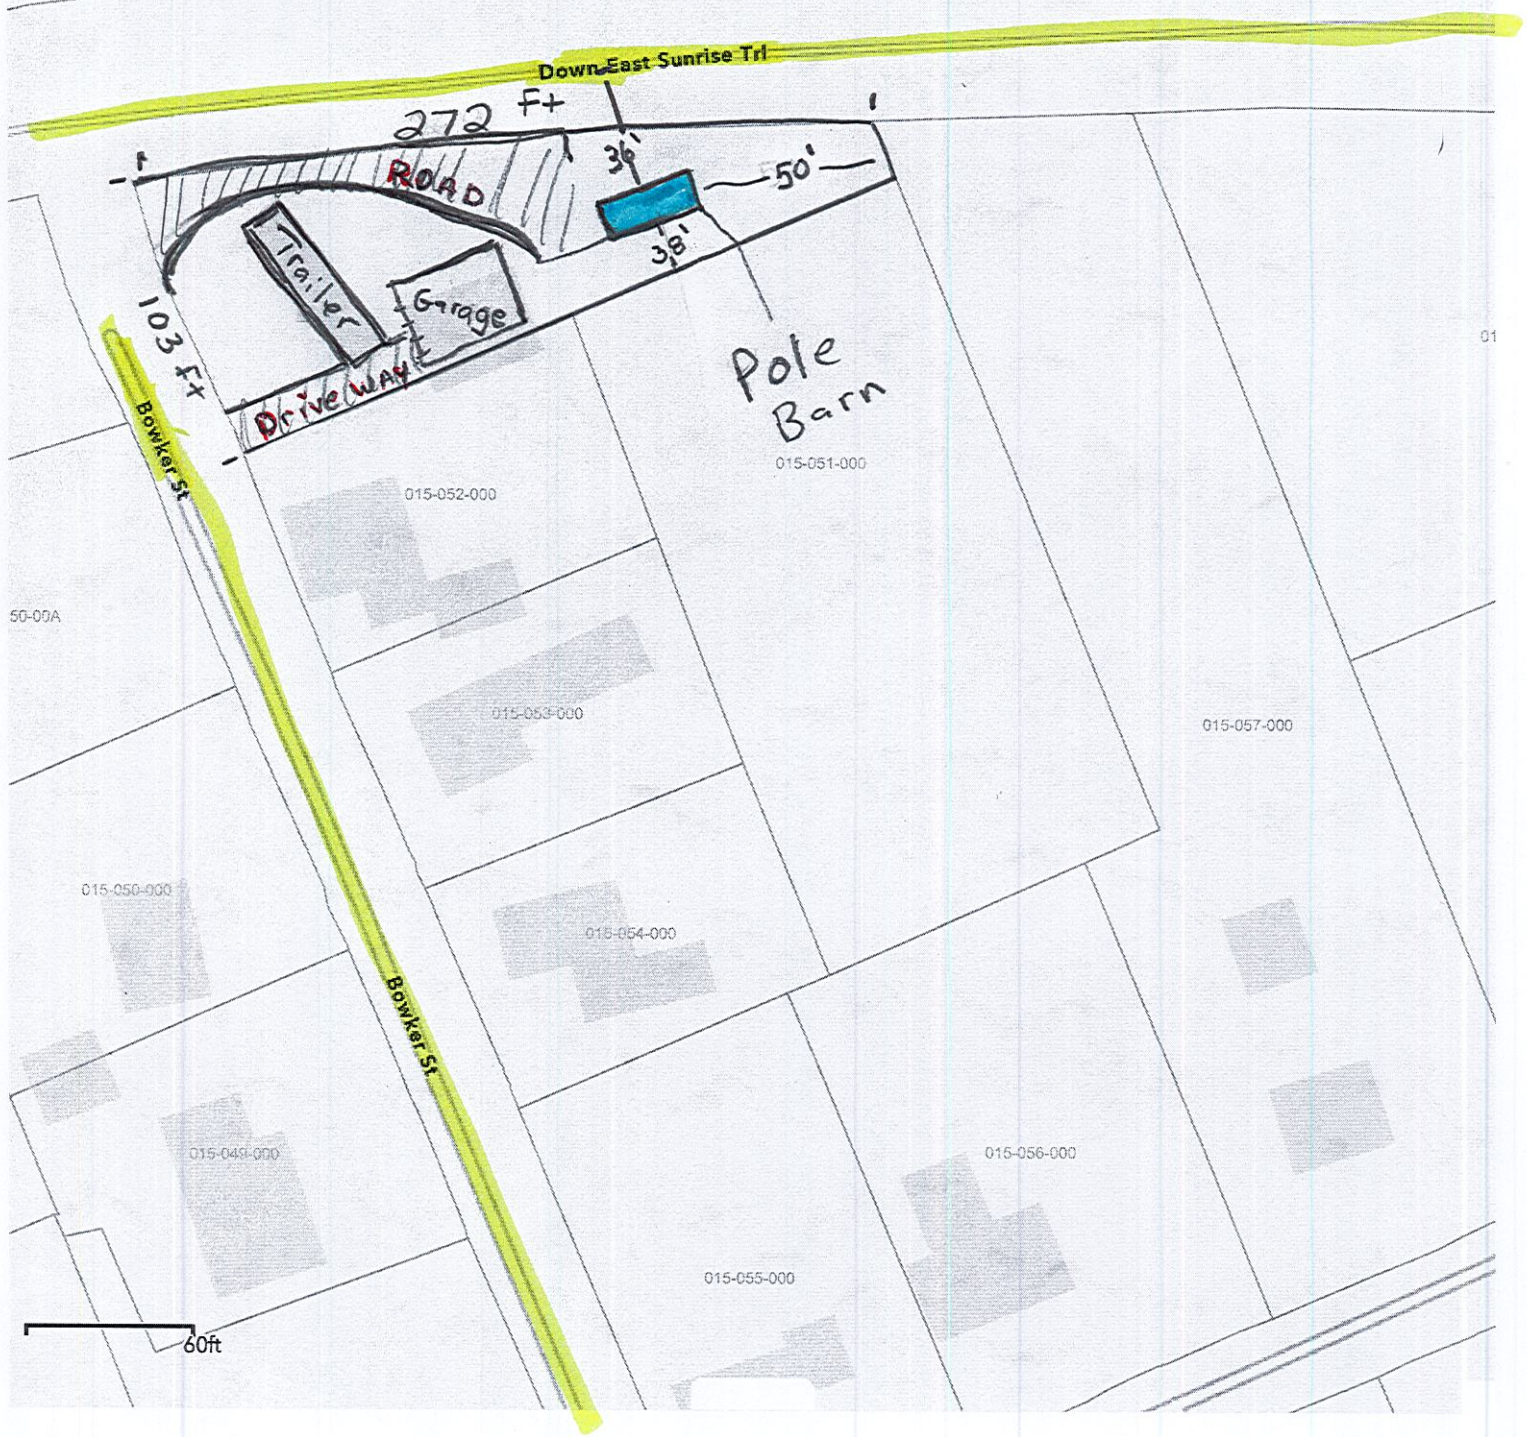 Down East Sunrise Trl
272 Ft
ROAD
36'
50'
Trailer
Garage
38'
103 Ft
Drive WAY
Pole
Barn
01
Bowker St
015-051-000
015-052-000
50-00A
015-053-000
015-057-000
015-050-000
015-054-000
Bowker St
015-049-000
015-056-000
015-055-000
60ft